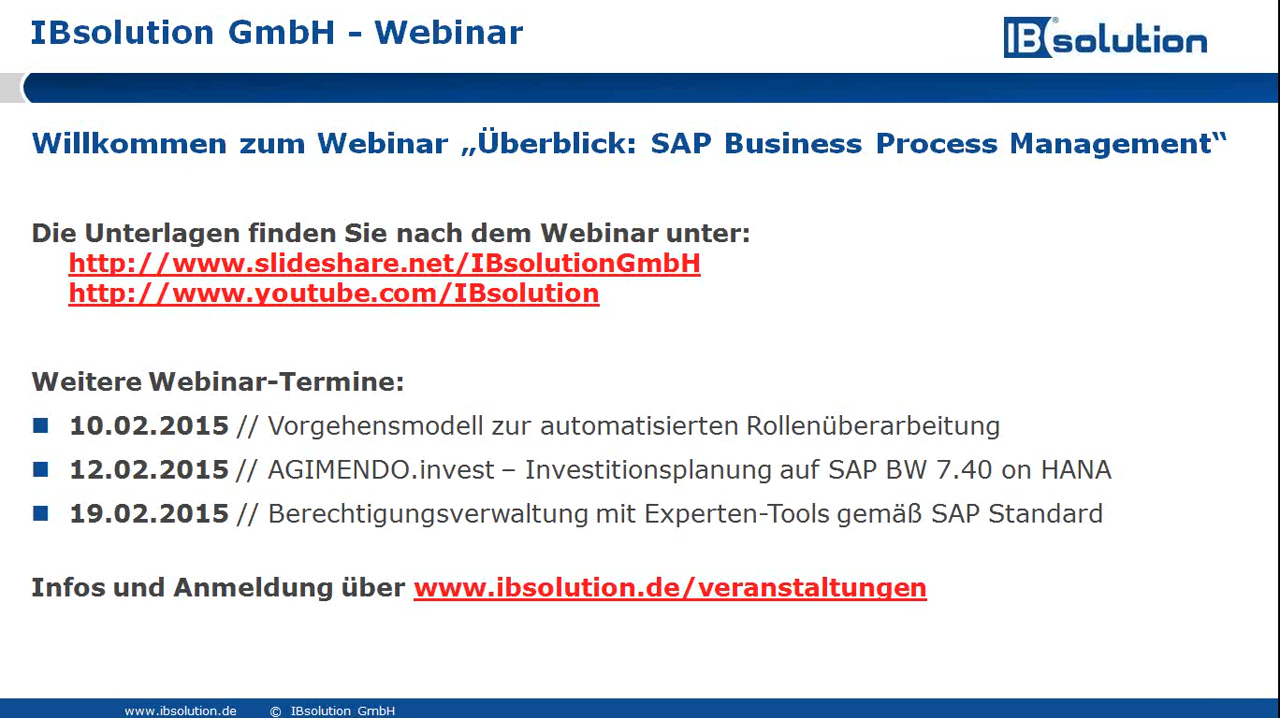 IBsolution GmbH - Webinar
IBsolution
Willkommen zum Webinar „Überblick: SAP Business Process Management“
Die Unterlagen finden Sie nach dem Webinar unter:
http://www.slideshare.net/IBsolutionGmbH
http://www.youtube.com/IBsolution
Weitere Webinar-Termine:
10.02.2015 // Vorgehensmodell zur automatisierten Rollenüberarbeitung
12.02.2015 // AGIMENDO.invest – Investitionsplanung auf SAP BW 7.40 on HANA
19.02.2015 // Berechtigungsverwaltung mit Experten-Tools gemäß SAP Standard
Infos und Anmeldung über www.ibsolution.de/veranstaltungen
www.ibsolution.de © IBsolution GmbH